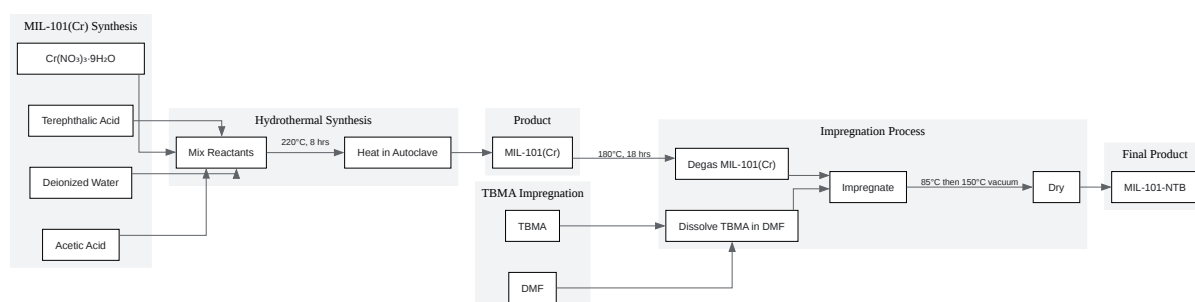 MIL-101(Cr) Synthesis
Cr(NO₃)₃·9H₂O
Terephthalic Acid
Deionized Water
Acetic Acid
Hydrothermal Synthesis
Mix Reactants
220°C, 8 hrs
Heat in Autoclave
Product
MIL-101(Cr)
180°C, 18 hrs
TBMA Impregnation
TBMA
DMF
Impregnation Process
Degas MIL-101(Cr)
Dissolve TBMA in DMF
Impregnate
85°C then 150°C vacuum
Dry
Final Product
MIL-101-NTB